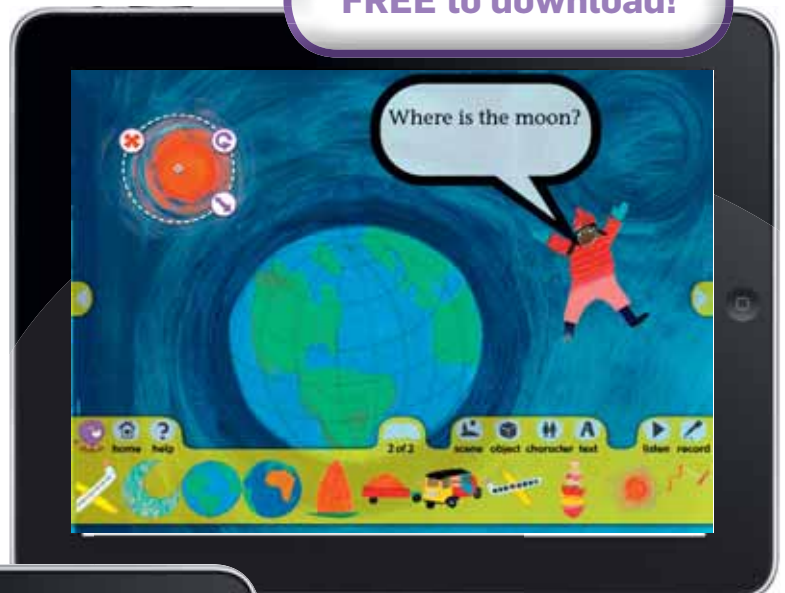 FREE to download!
Where is the moon?
home help 2 of 2 scene object character text listen record